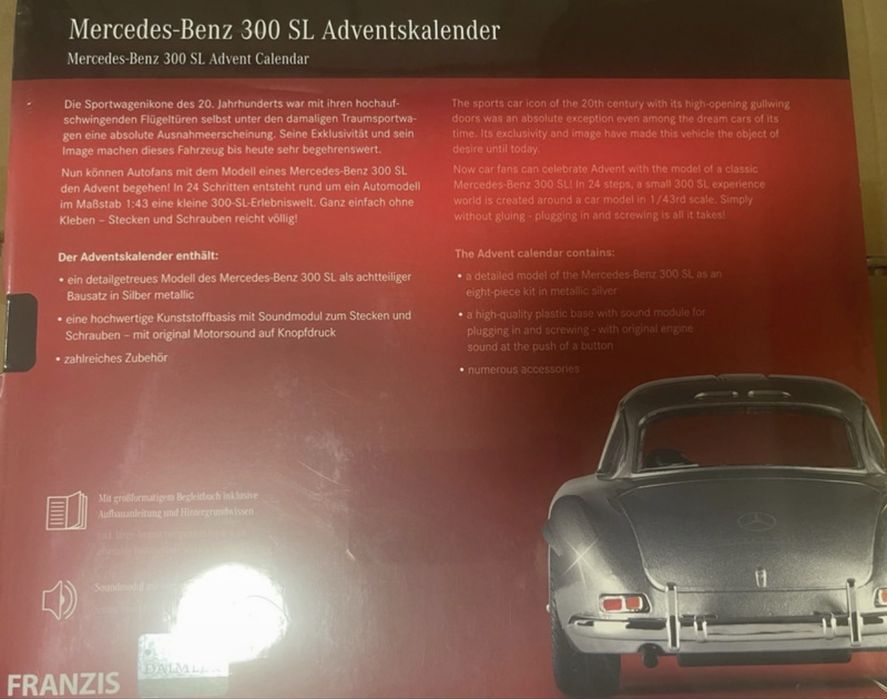 Mercedes-Benz 300 SL Adventskalender
Mercedes-Benz 300 SL Advent Calendar
Die Sportwagenikone des 20. Jahrhunderts war mit ihren hochauf-
schwingenden Flügeltüren selbst unter den damaligen Traumsportwa-
gen eine absolute Ausnahmeerscheinung. Seine Exklusivität und sein
Image machen dieses Fahrzeug bis heute sehr begehrenswert.
Nun können Autofans mit dem Modell eines Mercedes-Benz 300 SL
den Advent begehen! In 24 Schritten entsteht rund um ein Automodell
im Maßstab 1:43 eine kleine 300-SL-Erlebniswelt. Ganz einfach ohne
Kleben – Stecken und Schrauben reicht völlig!
Der Adventskalender enthält:
• ein detailgetreues Modell des Mercedes-Benz 300 SL als achtteiliger
Bausatz in Silber metallic
• eine hochwertige Kunststoffbasis mit Soundmodul zum Stecken und
Schrauben – mit original Motorsound auf Knopfdruck
• zahlreiches Zubehör
The sports car icon of the 20th century with its high-opening gullwing
doors was an absolute exception even among the dream cars of its
time. Its exclusivity and image have made this vehicle the object of
desire until today.
Now car fans can celebrate Advent with the model of a classic
Mercedes-Benz 300 SL! In 24 steps, a small 300 SL experience
world is created around a car model in 1/43rd scale. Simply
without gluing - plugging in and screwing is all it takes!
The Advent calendar contains:
• a detailed model of the Mercedes-Benz 300 SL as an
eight-piece kit in metallic silver
• a high-quality plastic base with sound module for
plugging in and screwing - with original engine
sound at the push of a button
• numerous accessories
Mit großformatigem Begleitbuch inklusive
Aufbauanleitung und Hintergrundwissen
Soundmodul
DAIMLER
FRANZIS